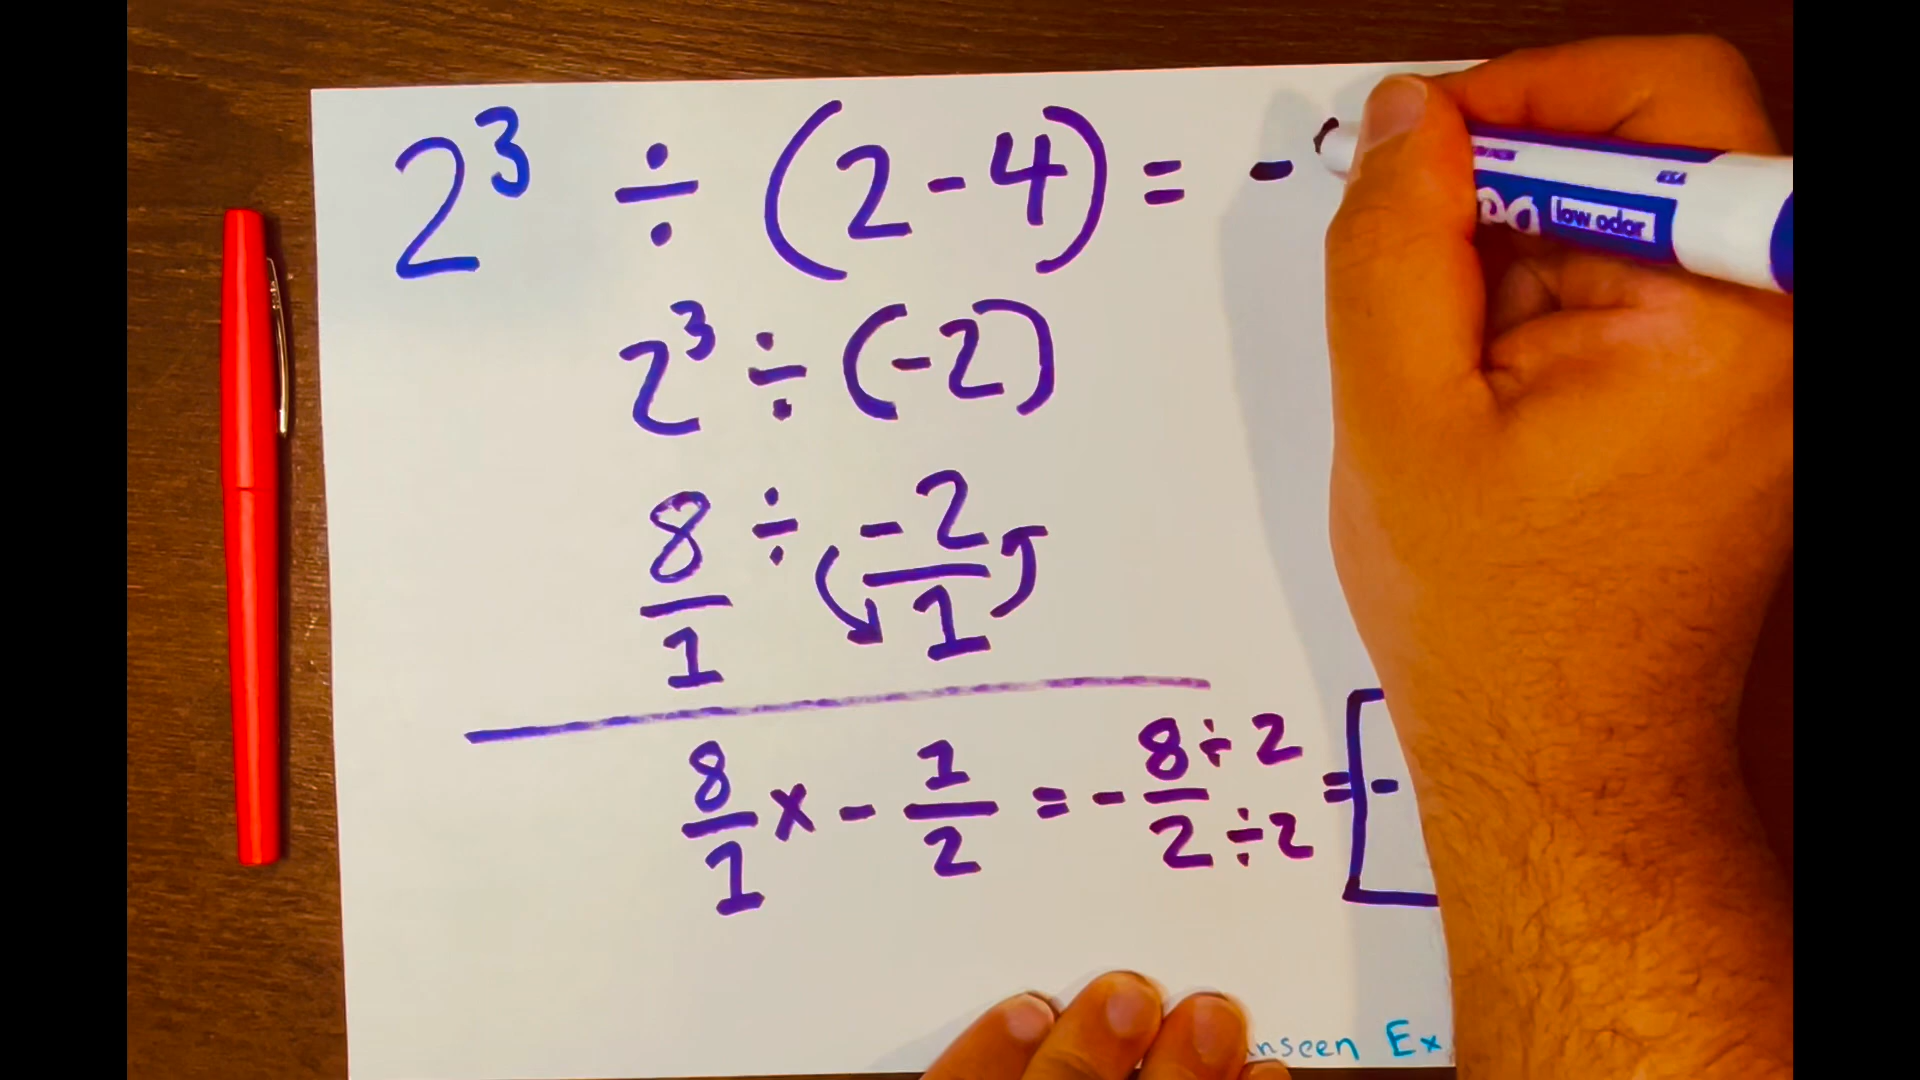 2³ ÷ (2-4) = -
2³ ÷ (-2)
8/1 ÷ -2/1
8/1 x - 1/2 = - 8÷2/2÷2 = -
low odor
Ex